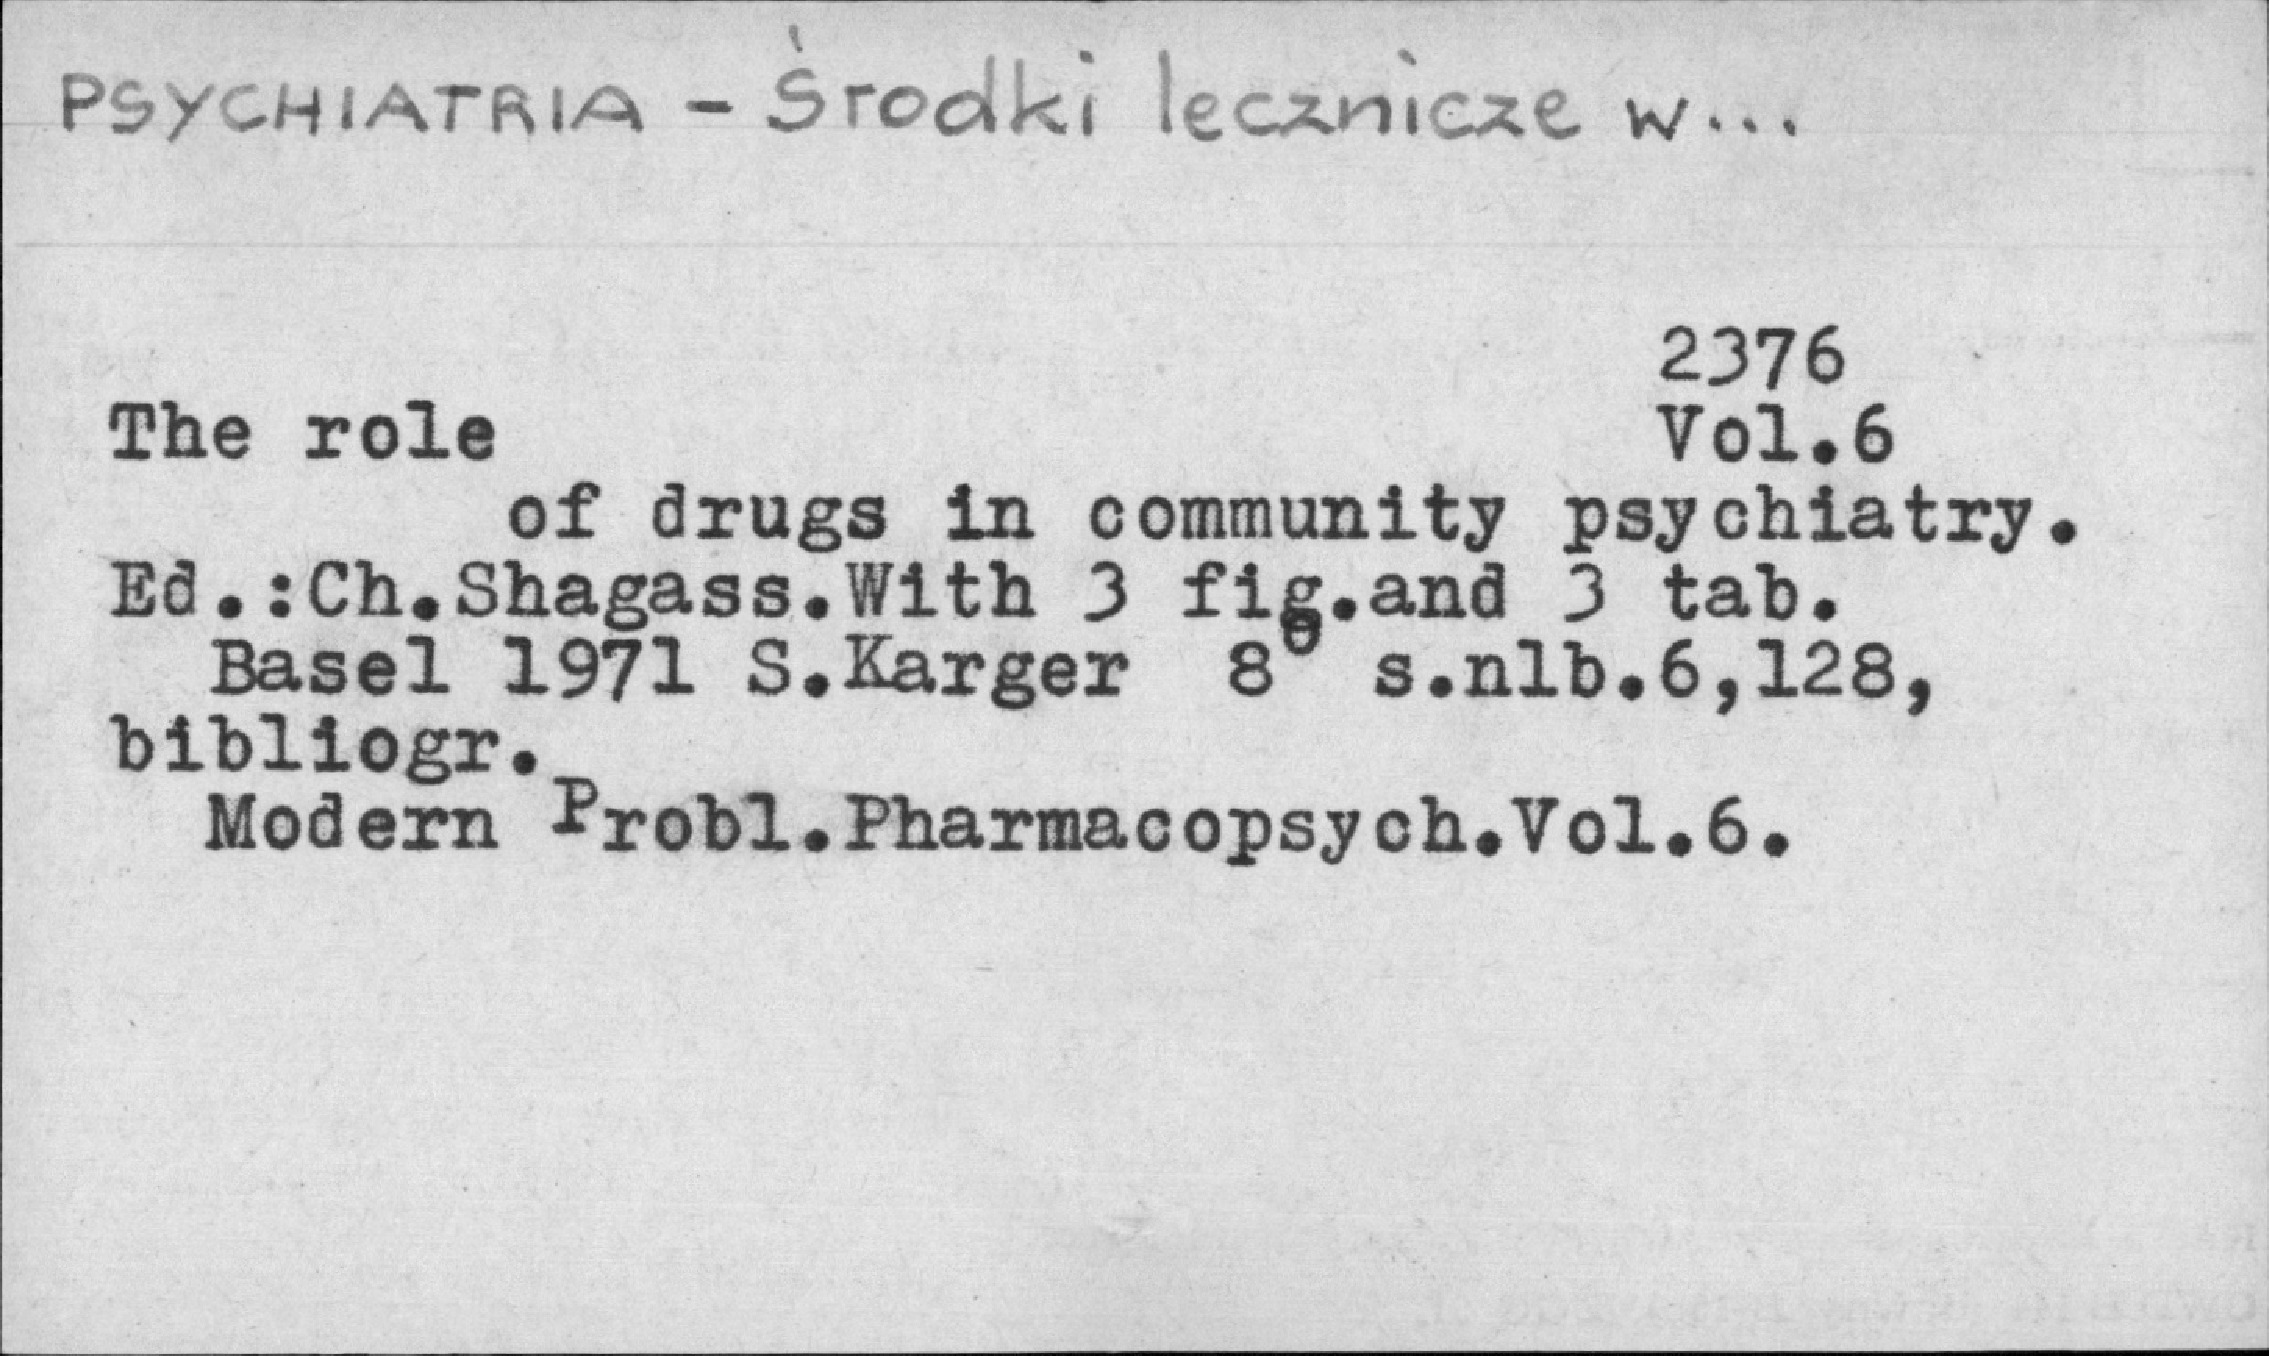 PSYCHIATRIA - Środki lecznicze w...
2376
The role Vol.6
of drugs in community psychiatry.
Ed.:Ch.Shagass.With 3 fig.and 3 tab.
Basel 1971 S.Karger 8° s.nlb.6,128,
bibliogr.
Modern Probl.Pharmacopsych.Vol.6.